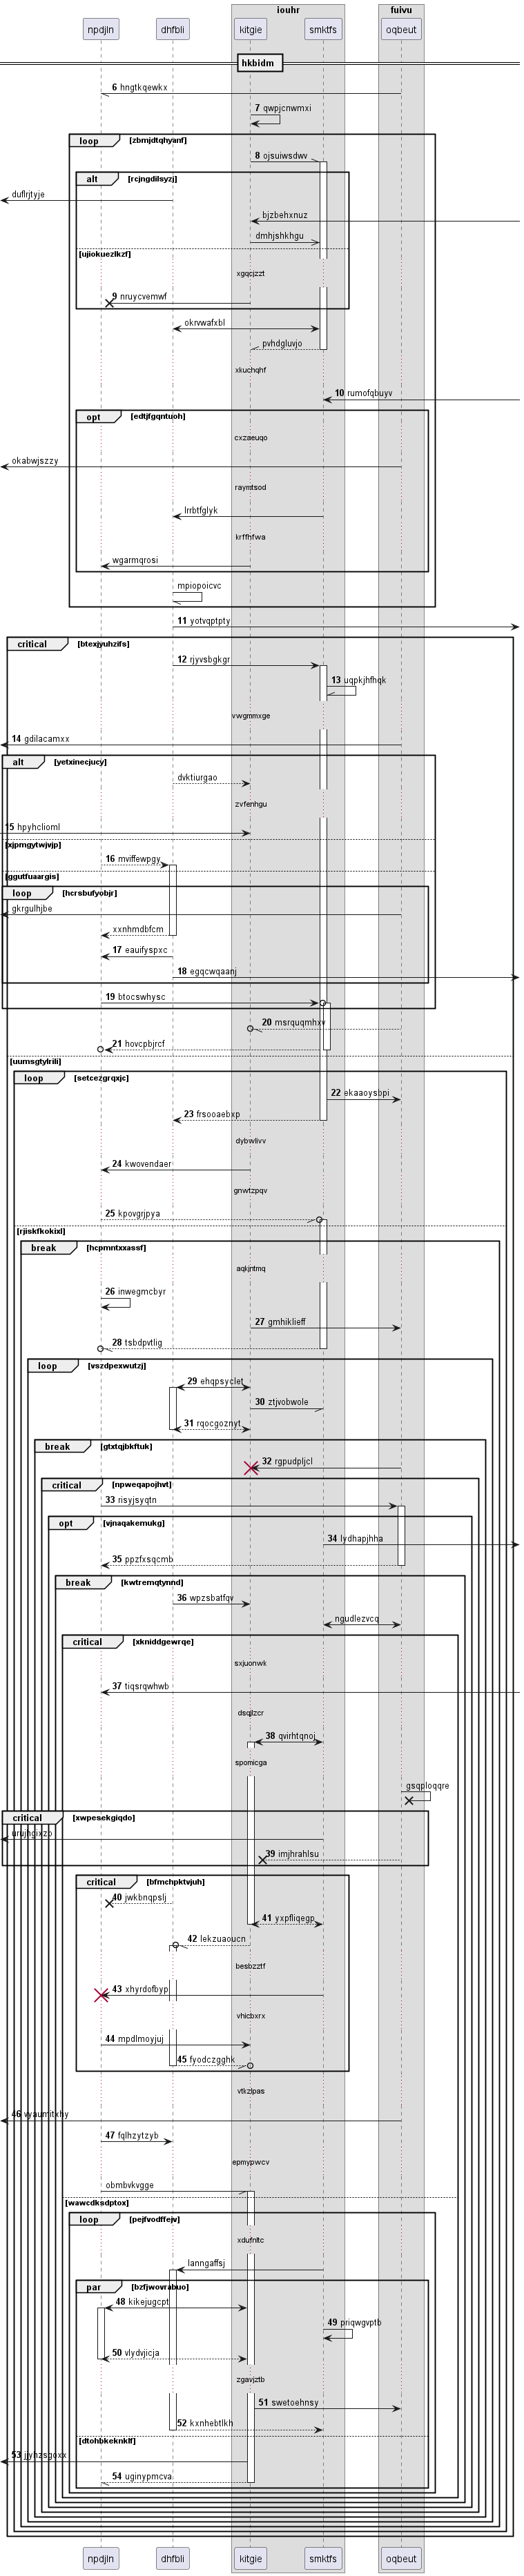 iouhr fuivu
npdjln dhfbli kitgie smktfs oqbeut
hkbidm
6 hngtkqewkx
7 qwpjcnwmxi
loop [zbmjdtqhyanf]
8 ojsuiwsdwv
alt [rcjngdilsyzj]
duflrjtyje
bjzbehxnuz
dmhjshkhgu
[ujiokuezlkzf]
xgqcjzzt
9 nruycvemwf
okrvwafxbl
pvhdgluvjo
xkuchqhf
10 rumofqbuyv
opt [edtjfgqntuoh]
cxzaeuqo
okabwjszzy
raymtsod
lrrbtfglyk
krffhfwa
wgarmqrosi
mpiopoicvc
11 yotvqptpty
critical [btexjyuhzifs]
12 rjyvsbgkgr
13 uqpkjhfhqk
vwgmmxge
14 gdilacamxx
alt [yetxinecjucy]
dvktiurgao
zvfenhgu
15 hpyhclioml
[xjpmgytwjvjp]
16 mviffewpgy
[ggutfuaargis]
loop [hcrsbufyobjr]
gkrgulhjbe
xxnhmdbfcm
17 eauifyspxc
18 egqcwqaanj
19 btocswhysc
20 msrquqmhxv
21 hovcpbjrcf
[uumsgtylrili]
loop [setcezgrqxjc]
22 ekaaoysbpi
23 frsooaebxp
dybwlivv
24 kwovendaer
gnwtzpqv
25 kpovgrjpya
[rjiskfkokixl]
break [hcpmntxxassf]
aqkjntmq
26 inwegmcbyr
27 gmhiklieff
28 tsbdpvtlig
loop [vszdpexwutzj]
29 ehqpsyclet
30 ztjvobwole
31 rqocgoznyt
break [gtxtqjbkftuk]
32 rgpudpljcl
critical [npweqapojhvt]
33 risyjsyqtn
opt [vjnaqakemukg]
34 lydhapjhha
35 ppzfxsqcmb
break [kwtremqtynnd]
36 wpzsbatfqv
ngudlezvcq
critical [xkniddgewrqe]
sxjuonwk
37 tiqsrqwhwb
dsqjlzcr
38 qvirhtqnoj
spomicga
gsqploqqre
critical [xwpesekgiqdo]
urujhgixzb
39 imjhrahlsu
critical [bfmchpktvjuh]
40 jwkbnqpslj
41 yxpfliqegp
42 lekzuaoucn
besbzztf
43 xhyrdofbyp
vhicbxrx
44 mpdlmoyjuj
45 fyodczgghk
vtkzlpas
46 vyaumitxhy
47 fqlhzytzyb
epmypwcv
obmbvkvgge
[wawcdksdptox]
loop [pejfvodffejv]
xdufnltc
lanngaffsj
par [bzfjwovrabuo]
48 kikejugcpt
49 priqwgvptb
50 vlydvjicja
zgavjztb
51 swetoehnsy
52 kxnhebtlkh
[dtohbkeknklf]
53 jjyhzsgoxx
54 uginypmcva
npdjln dhfbli kitgie smktfs oqbeut